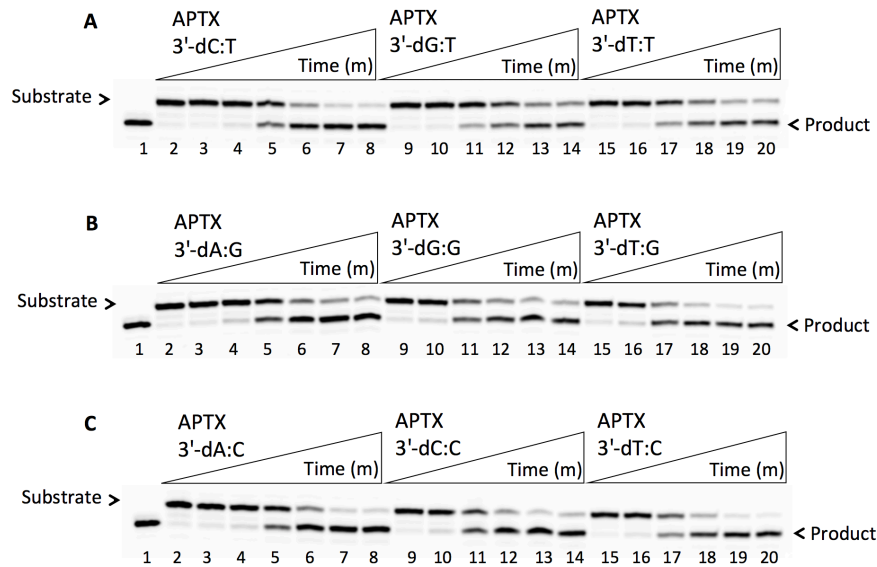 A
APTX
3'-dC:T
Time (m)
APTX
3'-dG:T
Time (m)
APTX
3'-dT:T
Time (m)
Substrate >
< Product
1 2 3 4 5 6 7 8 9 10 11 12 13 14 15 16 17 18 19 20
B
APTX
3'-dA:G
Time (m)
APTX
3'-dG:G
Time (m)
APTX
3'-dT:G
Time (m)
Substrate >
< Product
1 2 3 4 5 6 7 8 9 10 11 12 13 14 15 16 17 18 19 20
C
APTX
3'-dA:C
Time (m)
APTX
3'-dC:C
Time (m)
APTX
3'-dT:C
Time (m)
Substrate >
< Product
1 2 3 4 5 6 7 8 9 10 11 12 13 14 15 16 17 18 19 20